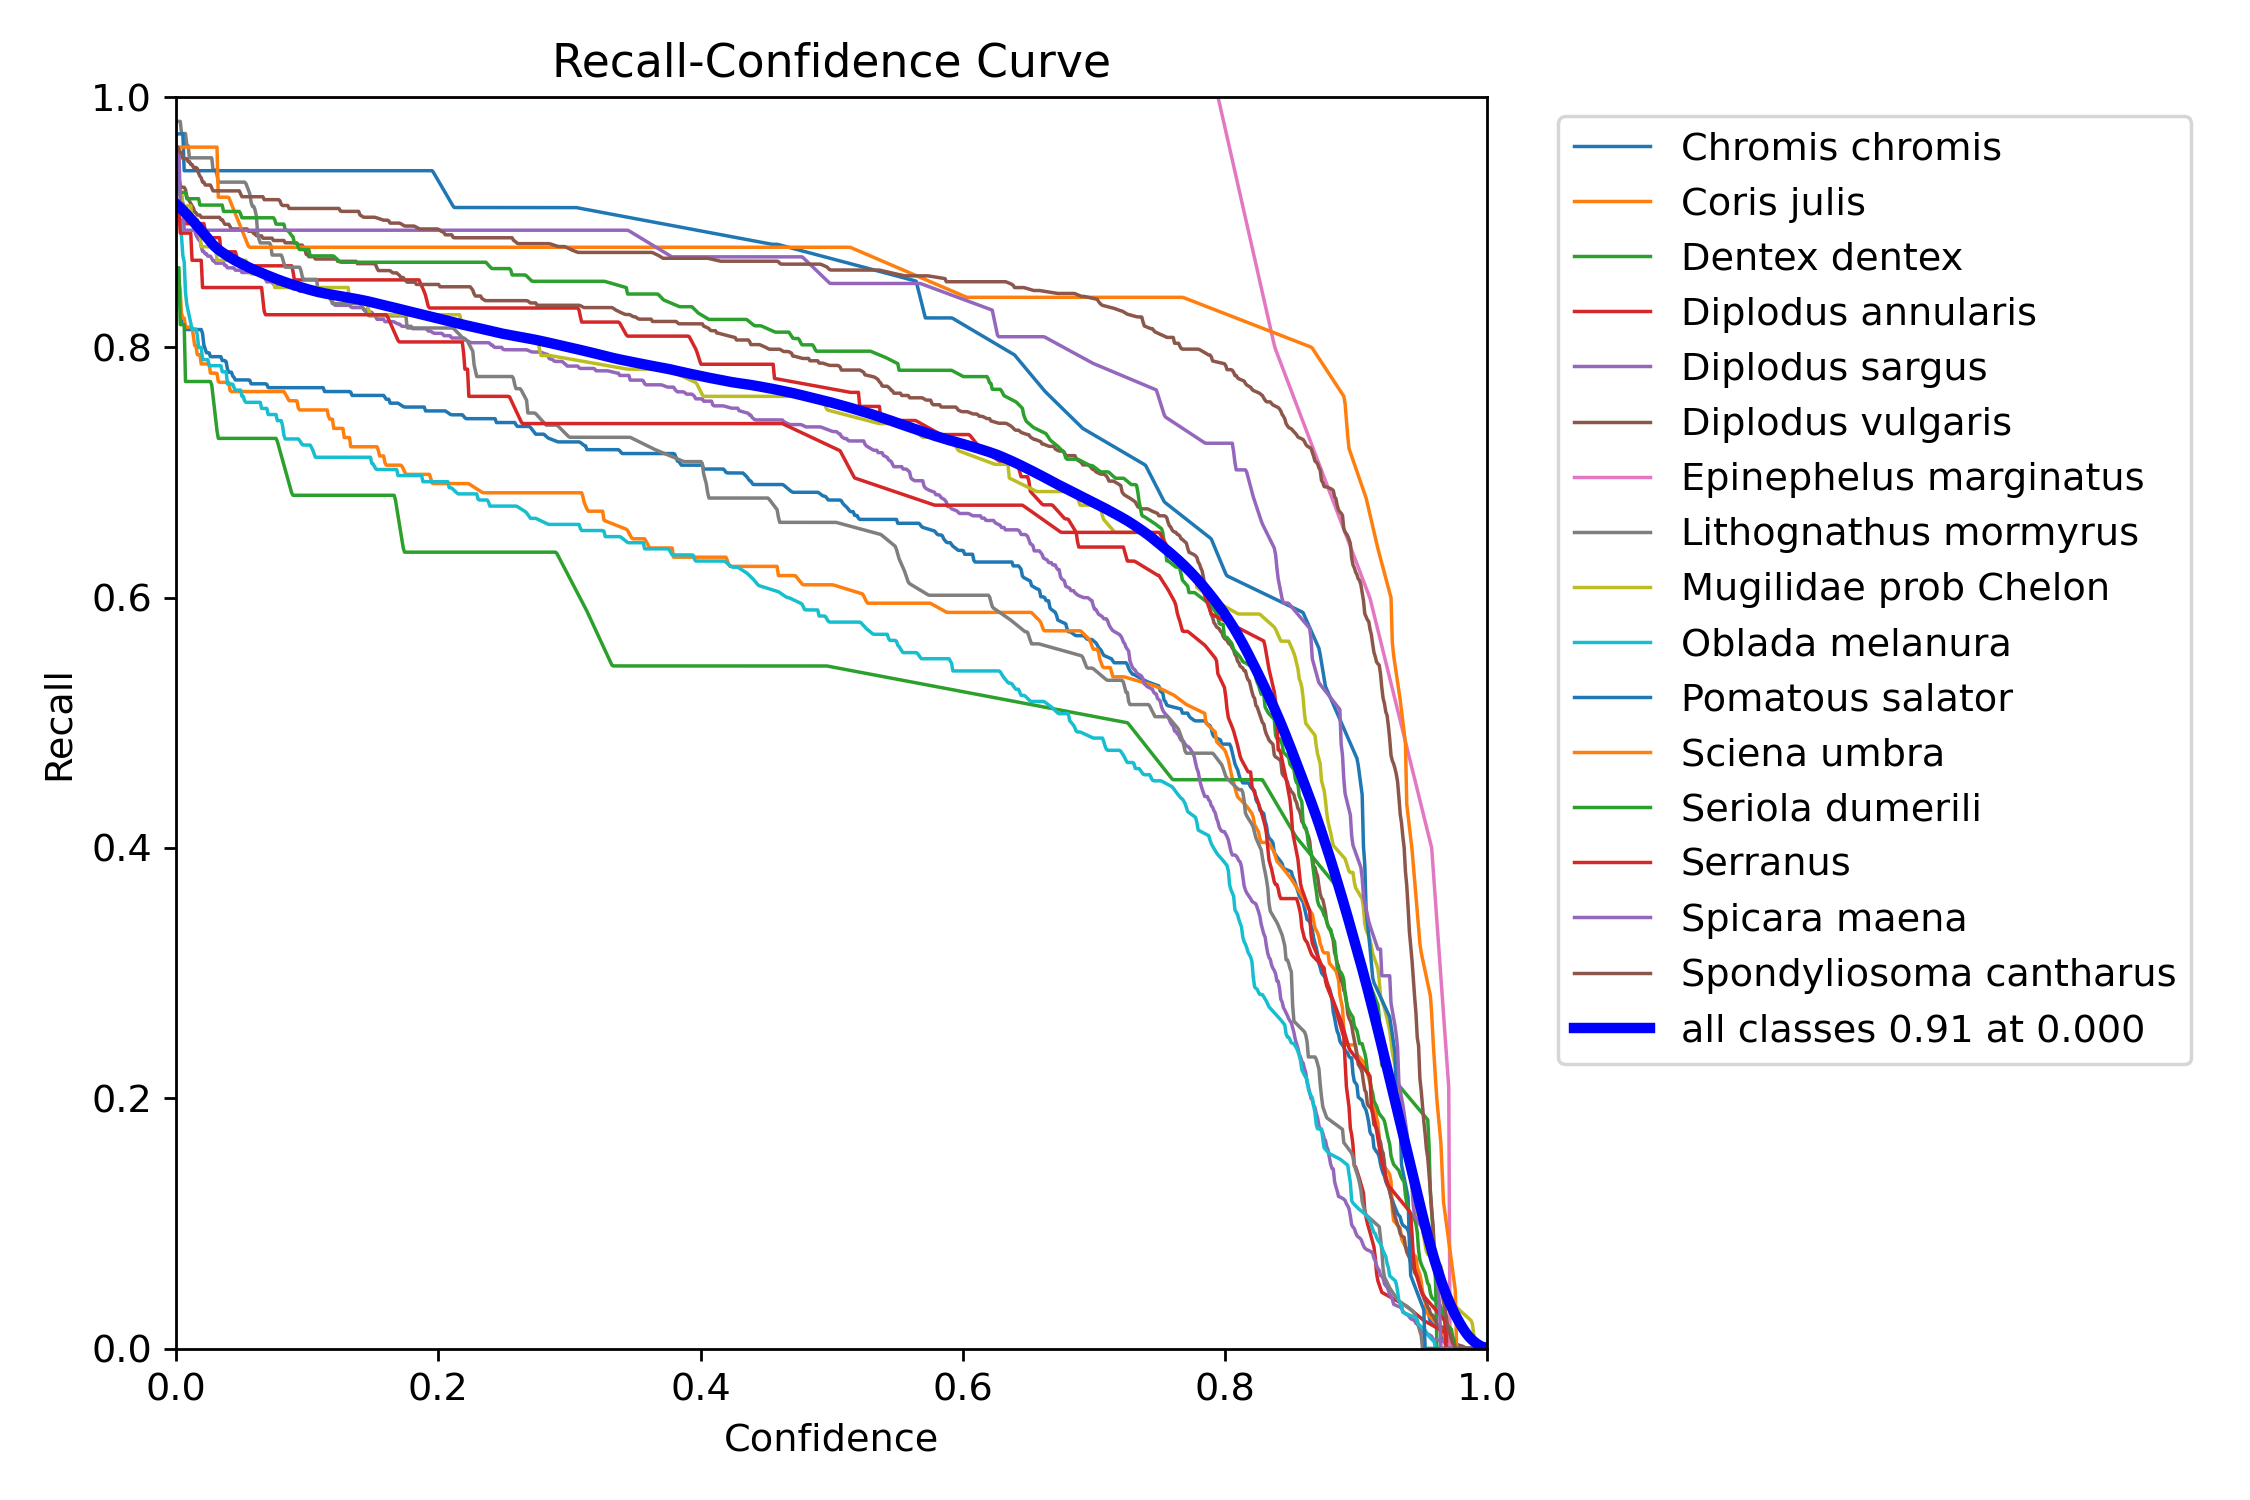 Recall-Confidence Curve
1.0
0.8
0.6
0.4
0.2
0.0
Recall
0.0 0.2 0.4 0.6 0.8 1.0
Confidence
Chromis chromis
Coris julis
Dentex dentex
Diplodus annularis
Diplodus sargus
Diplodus vulgaris
Epinephelus marginatus
Lithognathus mormyrus
Mugilidae prob Chelon
Oblada melanura
Pomatous salator
Sciena umbra
Seriola dumerili
Serranus
Spicara maena
Spondyliosoma cantharus
all classes 0.91 at 0.000